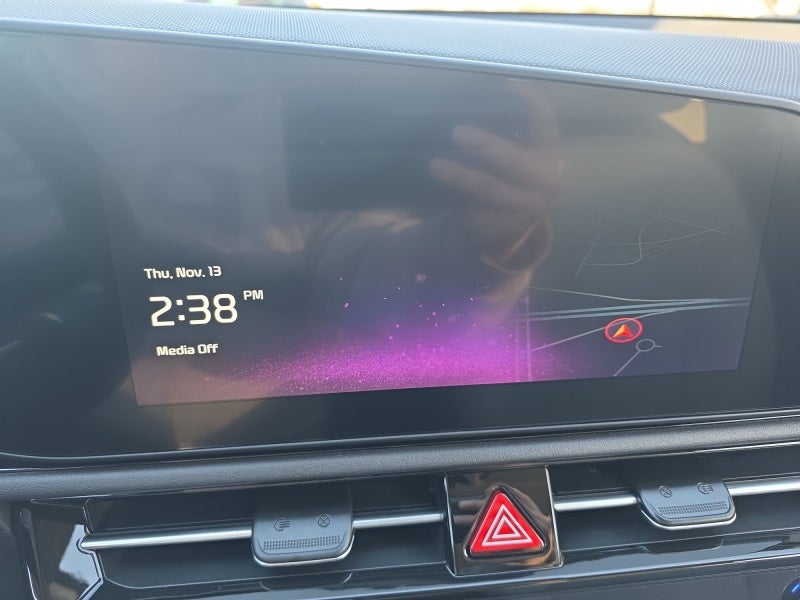 Thu, Nov. 13
2:38 PM
Media Off